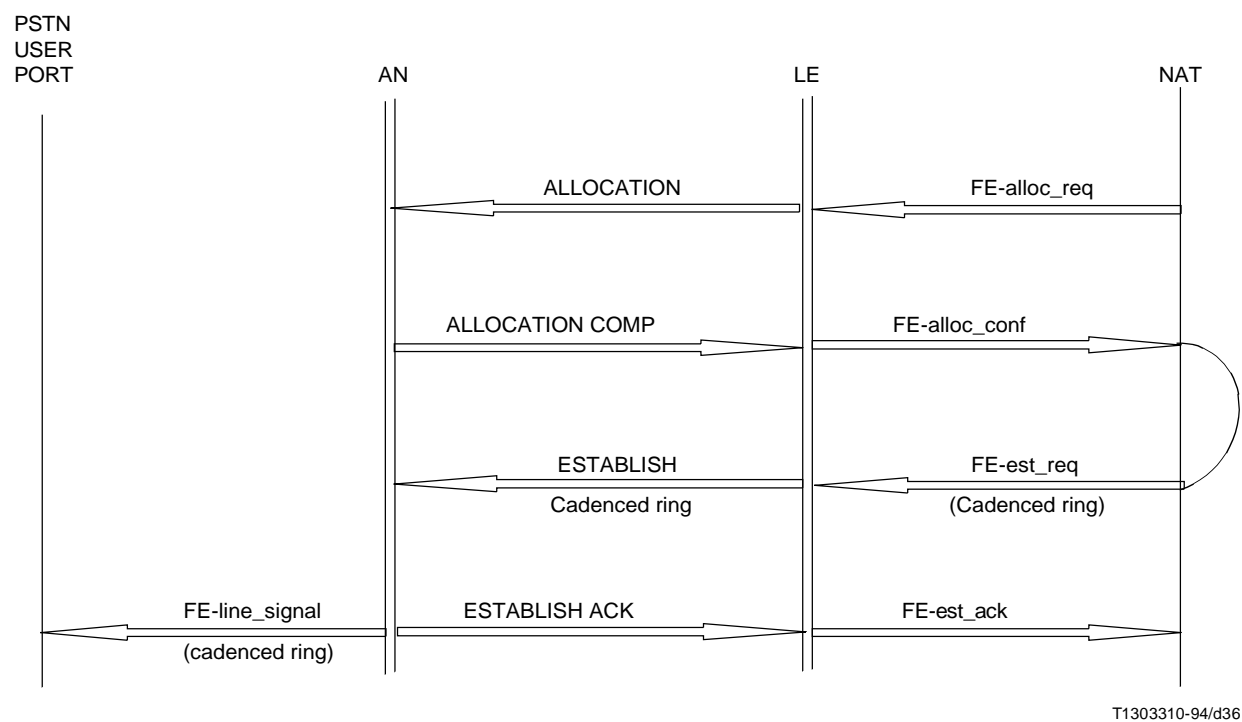 PSTN
USER
PORT
AN
LE
NAT
ALLOCATION
FE-alloc_req
ALLOCATION COMP
FE-alloc_conf
ESTABLISH
FE-est_req
Cadenced ring
(Cadenced ring)
FE-line_signal
ESTABLISH ACK
FE-est_ack
(cadenced ring)
T1303310-94/d36